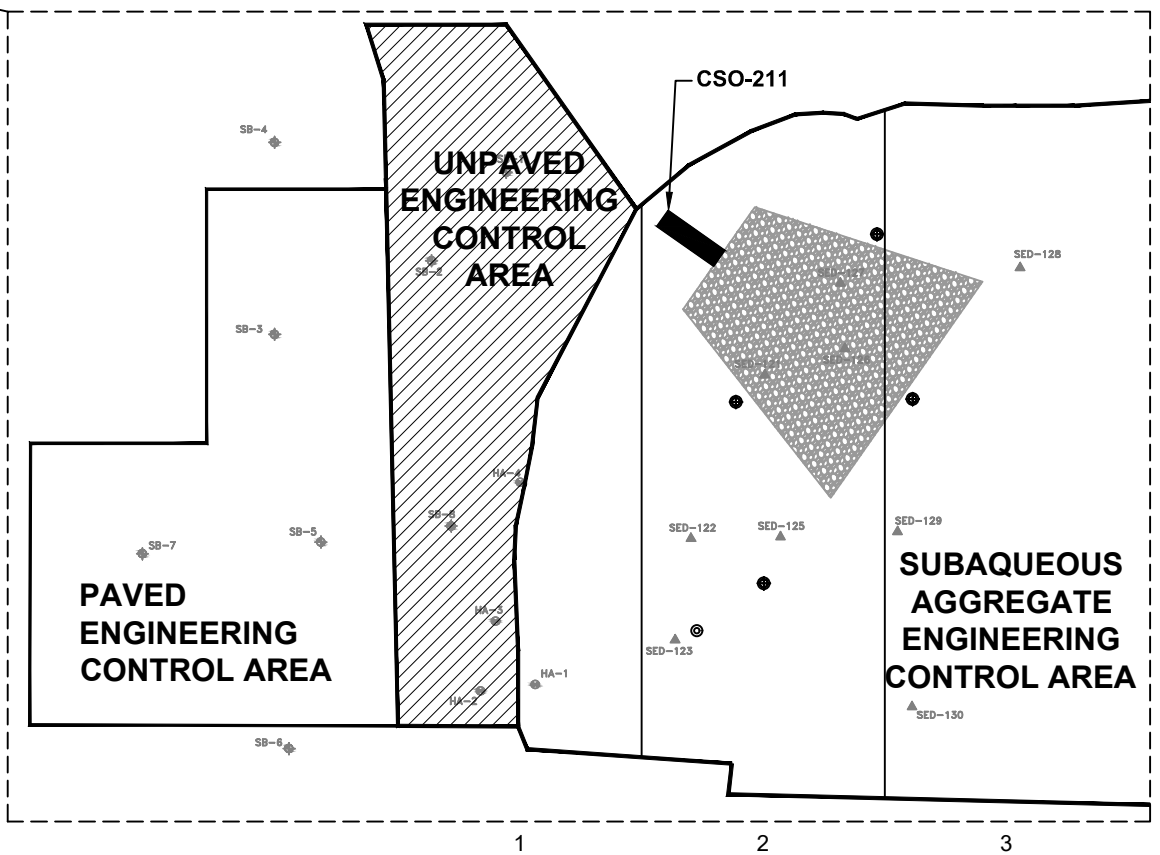 CSO-211
SB-4
UNPAVED
ENGINEERING
CONTROL
AREA
SB-2
SED-128
SB-3
SED-121
HA-4
SB-8
SED-122
SED-125
SED-129
SB-5
SB-7
SUBAQUEOUS
AGGREGATE
ENGINEERING
CONTROL AREA
PAVED
ENGINEERING
CONTROL AREA
HA-3
SED-123
HA-1
HA-2
SED-130
SB-6
1
2
3